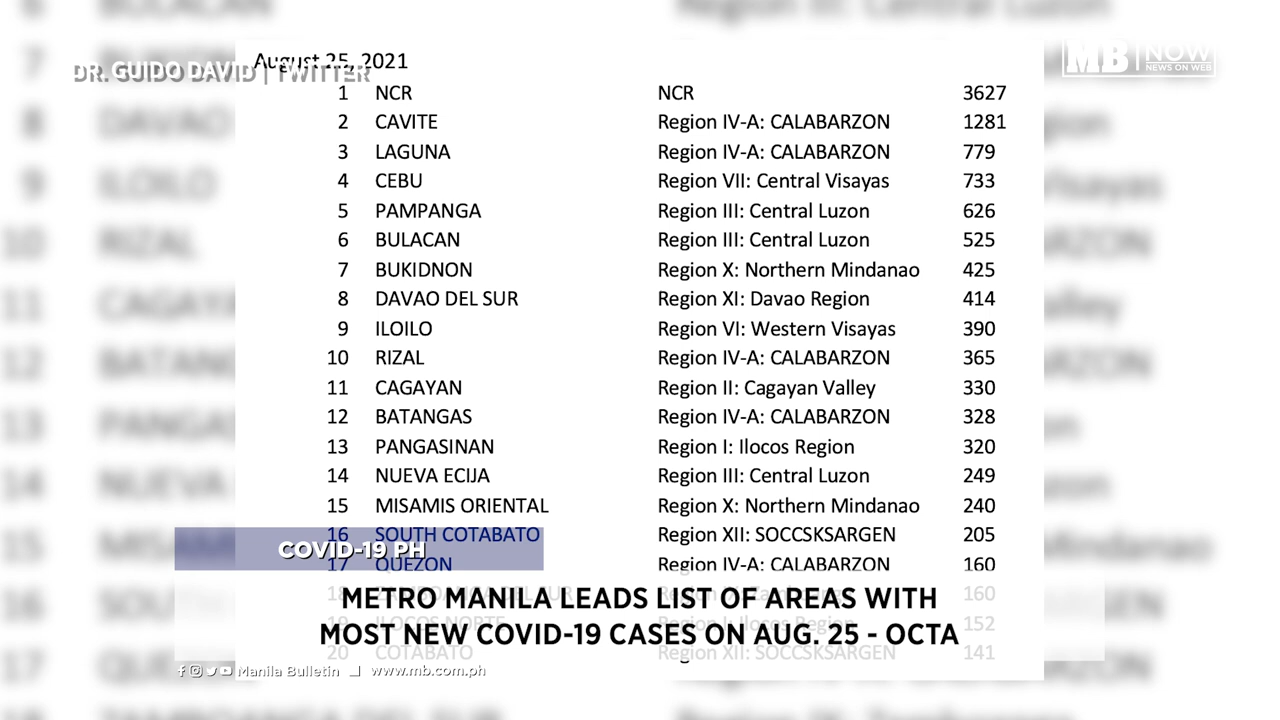 August 25, 2021
DR. GUIDO DAVID | TWITTER
MB NOW
NEWS ON WEB
1 NCR NCR 3627
2 CAVITE Region IV-A: CALABARZON 1281
3 LAGUNA Region IV-A: CALABARZON 779
4 CEBU Region VII: Central Visayas 733
5 PAMPANGA Region III: Central Luzon 626
6 BULACAN Region III: Central Luzon 525
7 BUKIDNON Region X: Northern Mindanao 425
8 DAVAO DEL SUR Region XI: Davao Region 414
9 ILOILO Region VI: Western Visayas 390
10 RIZAL Region IV-A: CALABARZON 365
11 CAGAYAN Region II: Cagayan Valley 330
12 BATANGAS Region IV-A: CALABARZON 328
13 PANGASINAN Region I: Ilocos Region 320
14 NUEVA ECIJA Region III: Central Luzon 249
15 MISAMIS ORIENTAL Region X: Northern Mindanao 240
16 SOUTH COTABATO Region XII: SOCCSKSARGEN 205
COVID-19 PH
17 QUEZON Region IV-A: CALABARZON 160
18 160
METRO MANILA LEADS LIST OF AREAS WITH
19 ILOCOS NORTE Region I: Ilocos Region 152
MOST NEW COVID-19 CASES ON AUG. 25 - OCTA
20 COTABATO Region XII: SOCCSKSARGEN 141
Manila Bulletin www.mb.com.ph